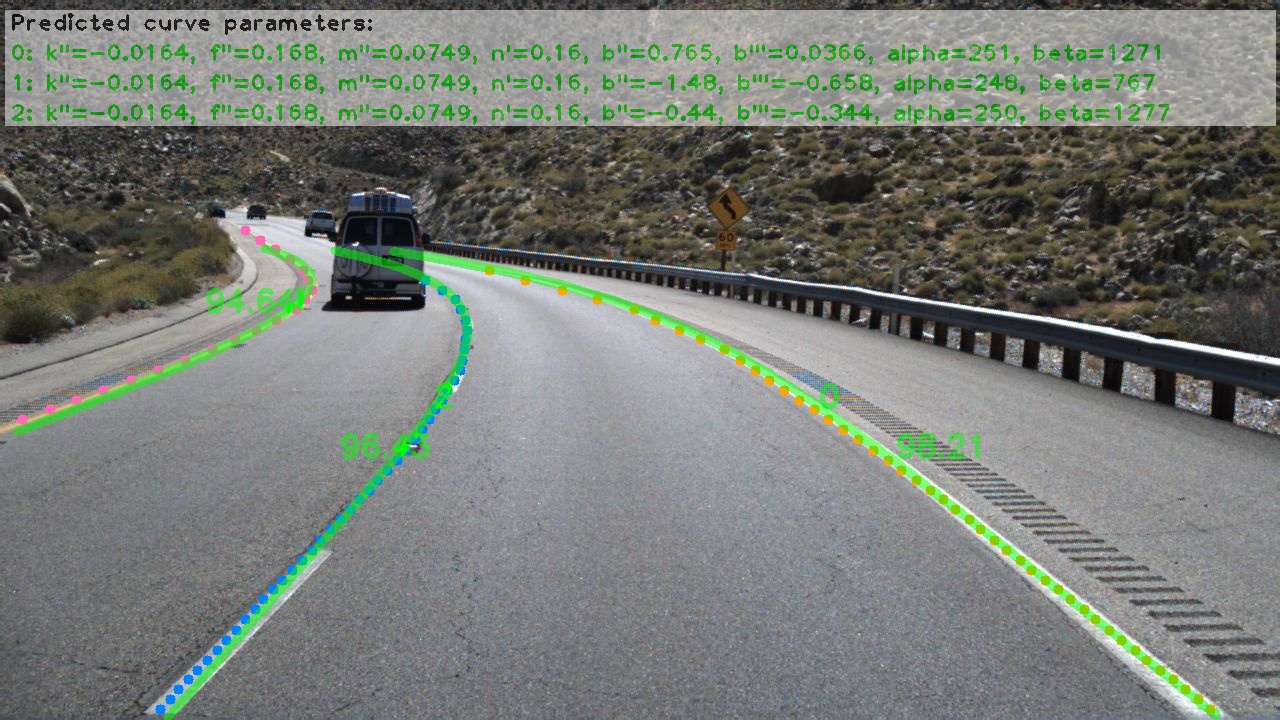 Predicted curve parameters:
0: k''=-0.0164, f''=0.168, m''=0.0749, n'=0.16, b''=0.765, b'''=0.0366, alpha=251, beta=1271
1: k''=-0.0164, f''=0.168, m''=0.0749, n'=0.16, b''=-1.48, b'''=-0.658, alpha=248, beta=767
2: k''=-0.0164, f''=0.168, m''=0.0749, n'=0.16, b''=-0.44, b'''=-0.344, alpha=250, beta=1277
60
0